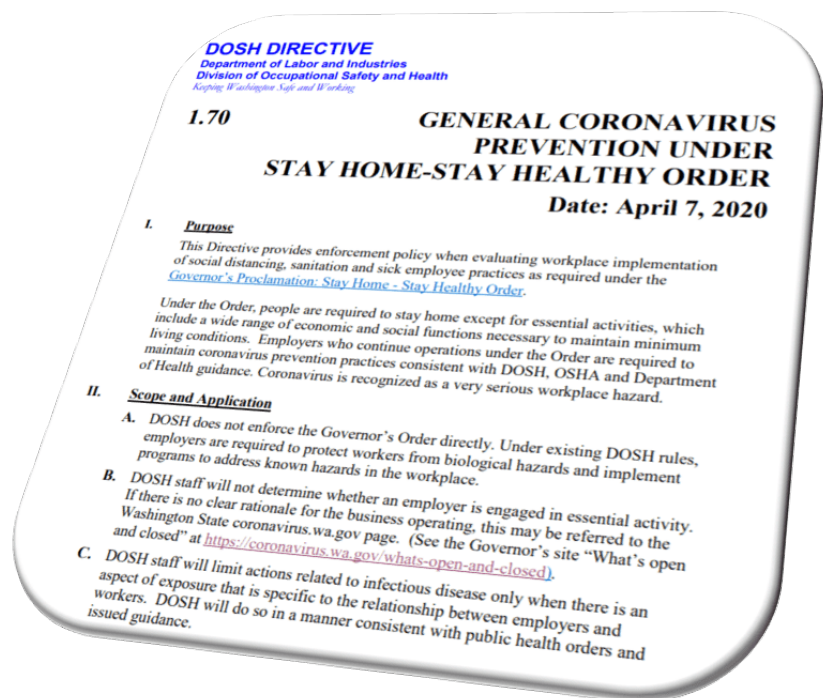 DOSH DIRECTIVE
Department of Labor and Industries
Division of Occupational Safety and Health
Keeping Washington Safe and Working
1.70 GENERAL CORONAVIRUS
PREVENTION UNDER
STAY HOME-STAY HEALTHY ORDER
Date: April 7, 2020
I. Purpose
This Directive provides enforcement policy when evaluating workplace implementation
of social distancing, sanitation and sick employee practices as required under the
Governor's Proclamation: Stay Home - Stay Healthy Order.
Under the Order, people are required to stay home except for essential activities, which
include a wide range of economic and social functions necessary to maintain minimum
living conditions. Employers who continue operations under the Order are required to
maintain coronavirus prevention practices consistent with DOSH, OSHA and Department
of Health guidance. Coronavirus is recognized as a very serious workplace hazard.
II. Scope and Application
A. DOSH does not enforce the Governor's Order directly. Under existing DOSH rules,
employers are required to protect workers from biological hazards and implement
programs to address known hazards in the workplace.
B. DOSH staff will not determine whether an employer is engaged in essential activity.
If there is no clear rationale for the business operating, this may be referred to the
Washington State coronavirus.wa.gov page. (See the Governor's site "What's open
and closed" at https://coronavirus.wa.gov/whats-open-and-closed).
C. DOSH staff will limit actions related to infectious disease only when there is an
aspect of exposure that is specific to the relationship between employers and
workers. DOSH will do so in a manner consistent with public health orders and
issued guidance.